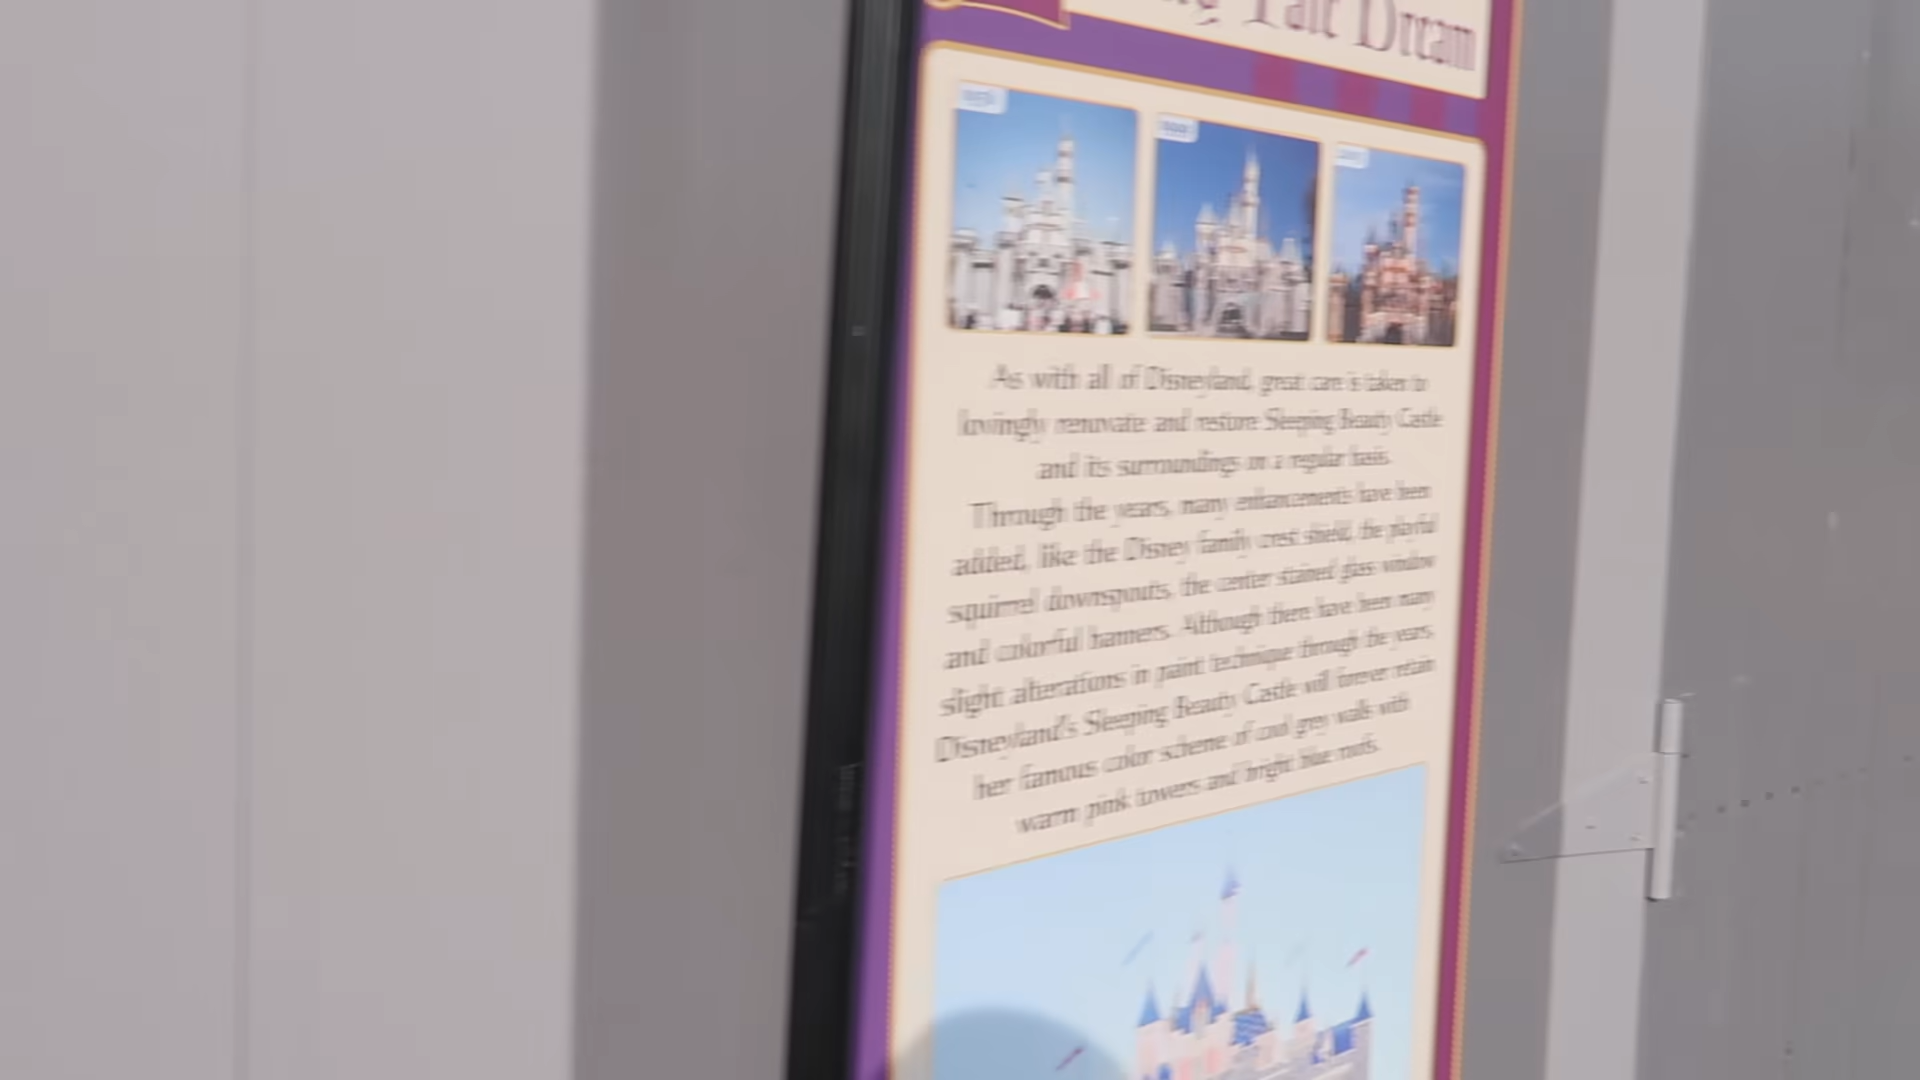 Tale Dream
As with all of Disneyland, great care is taken to
lovingly renovate and restore Sleeping Beauty Castle
and its surroundings on a regular basis.
Through the years, many enhancements have been
added, like the Disney family crest shield, the playful
squirrel downspouts, the center stained glass window
and colorful banners. Although there have been many
slight alterations in paint technique through the years,
Disneyland's Sleeping Beauty Castle will forever retain
her famous color scheme of cool grey walls with
warm pink towers and bright blue roofs.